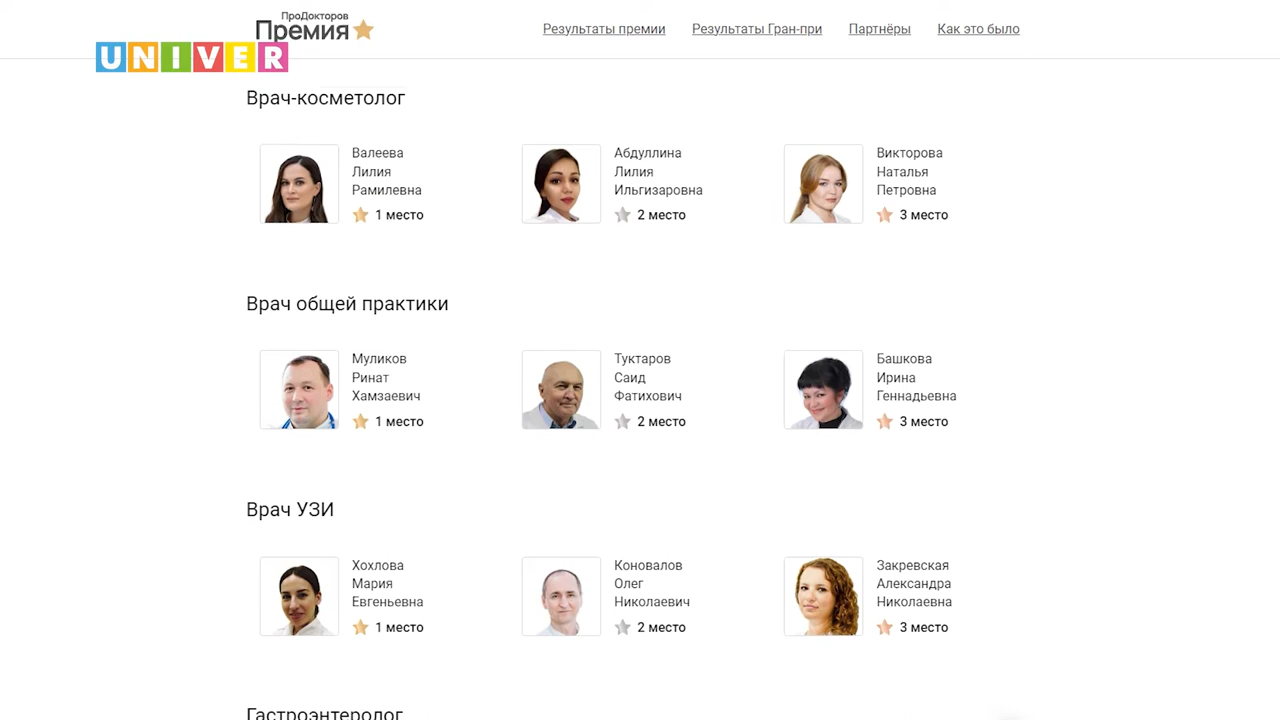 ПроДокторов
Премия
UNIVER
Результаты премии
Результаты Гран-при
Партнёры
Как это было
Врач-косметолог
Валеева
Лилия
Рамилевна
1 место
Абдуллина
Лилия
Ильгизаровна
2 место
Викторова
Наталья
Петровна
3 место
Врач общей практики
Муликов
Ринат
Хамзаевич
1 место
Туктаров
Саид
Фатихович
2 место
Башкова
Ирина
Геннадьевна
3 место
Врач УЗИ
Хохлова
Мария
Евгеньевна
1 место
Коновалов
Олег
Николаевич
2 место
Закревская
Александра
Николаевна
3 место
Гастроэнтеролог